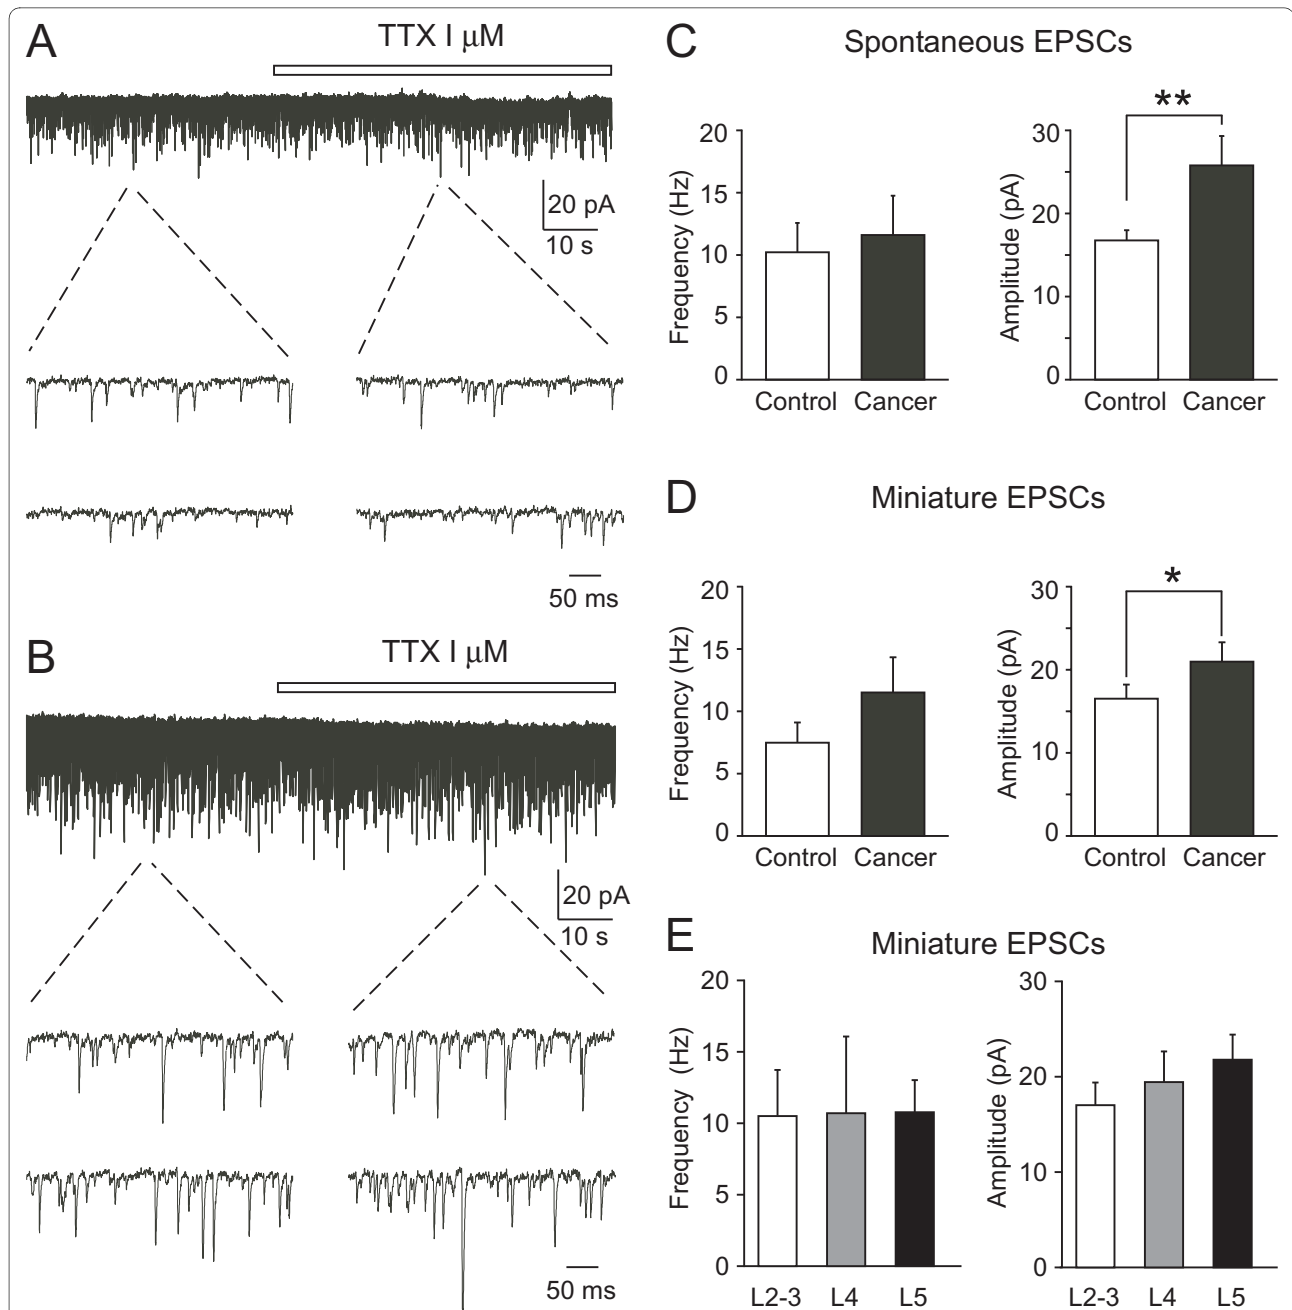 A
TTX I μM
20 pA
10 s
50 ms
B
TTX I μM
20 pA
10 s
50 ms
C
Spontaneous EPSCs
Frequency (Hz)
20
15
10
5
0
Control Cancer
**
Amplitude (pA)
30
20
10
0
Control Cancer
D
Miniature EPSCs
Frequency (Hz)
20
15
10
5
0
Control Cancer
*
Amplitude (pA)
30
20
10
0
Control Cancer
E
Miniature EPSCs
Frequency (Hz)
20
15
10
5
0
L2-3 L4 L5
Amplitude (pA)
30
20
10
0
L2-3 L4 L5